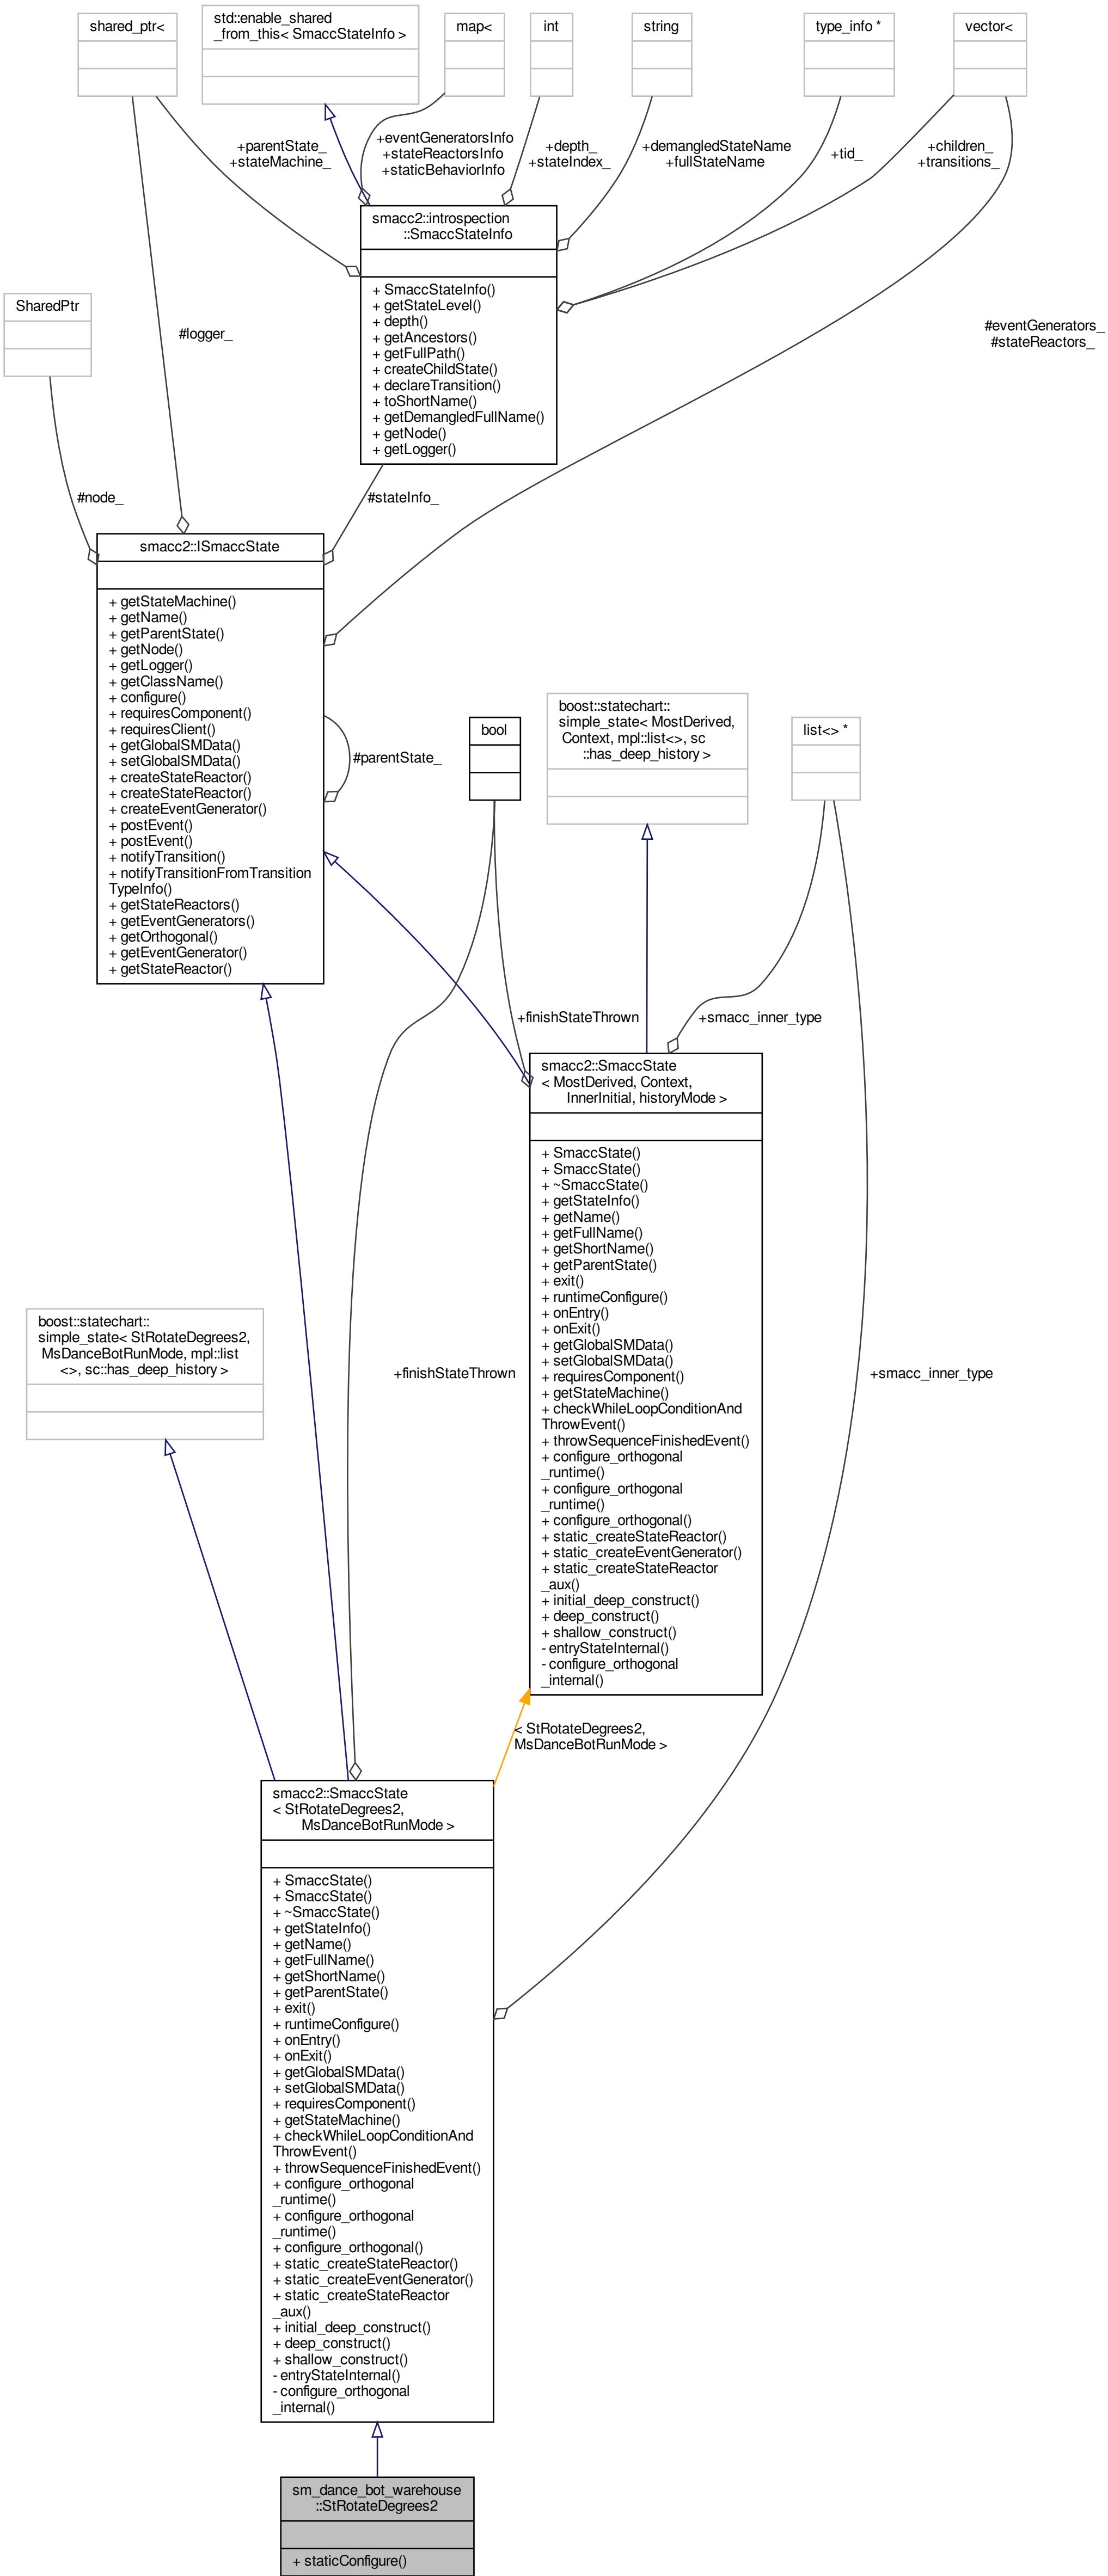 shared_ptr<
std::enable_shared
_from_this< SmaccStateInfo >
map<
int
string
type_info *
vector<
+parentState_
+stateMachine_
+eventGeneratorsInfo
+stateReactorsInfo
+staticBehaviorInfo
+depth_
+stateIndex_
+demangledStateName
+fullStateName
+tid_
+children_
+transitions_
smacc2::introspection
::SmaccStateInfo
+ SmaccStateInfo()
+ getStateLevel()
+ depth()
+ getAncestors()
+ getFullPath()
+ createChildState()
+ declareTransition()
+ toShortName()
+ getDemangledFullName()
+ getNode()
+ getLogger()
SharedPtr
#logger_
#eventGenerators_
#stateReactors_
#node_
#stateInfo_
smacc2::ISmaccState
+ getStateMachine()
+ getName()
+ getParentState()
+ getNode()
+ getLogger()
+ getClassName()
+ configure()
+ requiresComponent()
+ requiresClient()
+ getGlobalSMData()
+ setGlobalSMData()
+ createStateReactor()
+ createStateReactor()
+ createEventGenerator()
+ postEvent()
+ postEvent()
+ notifyTransition()
+ notifyTransitionFromTransition
TypeInfo()
+ getStateReactors()
+ getEventGenerators()
+ getOrthogonal()
+ getEventGenerator()
+ getStateReactor()
#parentState_
bool
boost::statechart::
simple_state< MostDerived,
Context, mpl::list<>, sc
::has_deep_history >
list<> *
+finishStateThrown
+smacc_inner_type
smacc2::SmaccState
< MostDerived, Context,
InnerInitial, historyMode >
+ SmaccState()
+ SmaccState()
+ ~SmaccState()
+ getStateInfo()
+ getName()
+ getFullName()
+ getShortName()
+ getParentState()
+ exit()
+ runtimeConfigure()
+ onEntry()
+ onExit()
+ getGlobalSMData()
+ setGlobalSMData()
+ requiresComponent()
+ getStateMachine()
+ checkWhileLoopConditionAnd
ThrowEvent()
+ throwSequenceFinishedEvent()
+ configure_orthogonal
_runtime()
+ configure_orthogonal
_runtime()
+ configure_orthogonal()
+ static_createStateReactor()
+ static_createEventGenerator()
+ static_createStateReactor
_aux()
+ initial_deep_construct()
+ deep_construct()
+ shallow_construct()
- entryStateInternal()
- configure_orthogonal
_internal()
boost::statechart::
simple_state< StRotateDegrees2,
MsDanceBotRunMode, mpl::list
<>, sc::has_deep_history >
+finishStateThrown
+smacc_inner_type
< StRotateDegrees2,
MsDanceBotRunMode >
smacc2::SmaccState
< StRotateDegrees2,
MsDanceBotRunMode >
+ SmaccState()
+ SmaccState()
+ ~SmaccState()
+ getStateInfo()
+ getName()
+ getFullName()
+ getShortName()
+ getParentState()
+ exit()
+ runtimeConfigure()
+ onEntry()
+ onExit()
+ getGlobalSMData()
+ setGlobalSMData()
+ requiresComponent()
+ getStateMachine()
+ checkWhileLoopConditionAnd
ThrowEvent()
+ throwSequenceFinishedEvent()
+ configure_orthogonal
_runtime()
+ configure_orthogonal
_runtime()
+ configure_orthogonal()
+ static_createStateReactor()
+ static_createEventGenerator()
+ static_createStateReactor
_aux()
+ initial_deep_construct()
+ deep_construct()
+ shallow_construct()
- entryStateInternal()
- configure_orthogonal
_internal()
sm_dance_bot_warehouse
::StRotateDegrees2
+ staticConfigure()